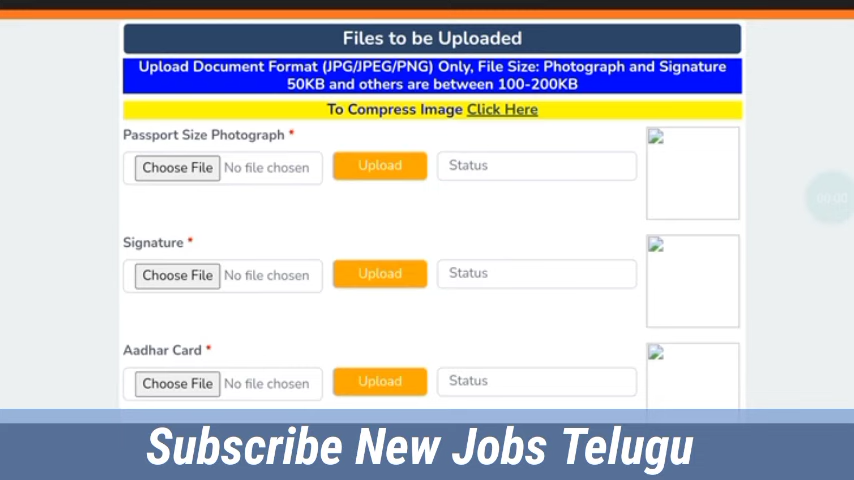 Files to be Uploaded
Upload Document Format (JPG/JPEG/PNG) Only, File Size: Photograph and Signature
50KB and others are between 100-200KB
To Compress Image Click Here
Passport Size Photograph *
Choose File No file chosen Upload Status
00:00
Signature *
Choose File No file chosen Upload Status
Aadhar Card *
Choose File No file chosen Upload Status
Subscribe New Jobs Telugu